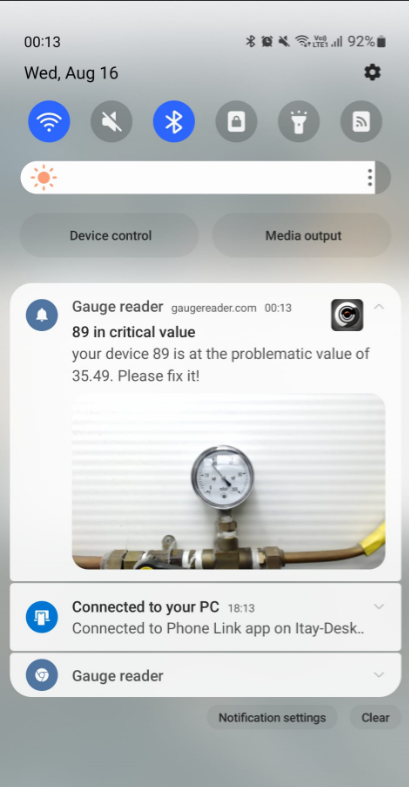 00:13
Vo))
LTE1
92%
Wed, Aug 16
Device control
Media output
Gauge reader gaugereader.com 00:13
89 in critical value
your device 89 is at the problematic value of
35.49. Please fix it!
Connected to your PC 18:13
Connected to Phone Link app on Itay-Desk..
Gauge reader
Notification settings
Clear